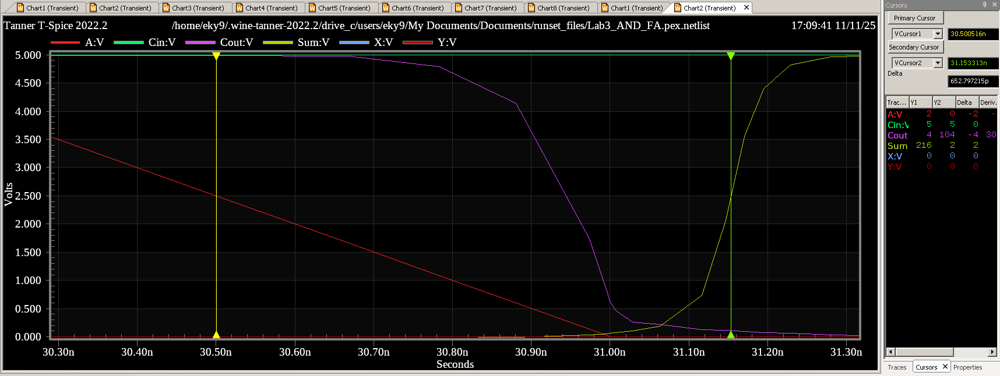 Chart1 (Transient) Chart2 (Transient) Chart3 (Transient) Chart4 (Transient) Chart5 (Transient) Chart6 (Transient) Chart7 (Transient) Chart8 (Transient) Chart1 (Transient) Chart2 (Transient)
Tanner T-Spice 2022.2 /home/eky9/.wine-tanner-2022.2/drive_c/users/eky9/My Documents/Documents/runset_files/Lab3_AND_FA.pex.netlist 17:09:41 11/11/25
A:V Cin:V Cout:V Sum:V X:V Y:V
5.000
4.500
4.000
3.500
3.000
2.500
2.000
1.500
1.000
0.500
0.000
Volts
30.30n 30.40n 30.50n 30.60n 30.70n 30.80n 30.90n 31.00n 31.10n 31.20n 31.30n
Seconds
Cursors
Primary Cursor
VCursor1 30.500516n
Secondary Cursor
VCursor2 31.153313n
Delta
652.797215p
Trac... Y1 Y2 Delta Deriv.
A:V 2 0 -2 -
Cin:V 5 5 0
Cout 4 104 -4 30
Sum 216 2 2
X:V 0 0 0
Y:V 0 0 0
Traces Cursors Properties